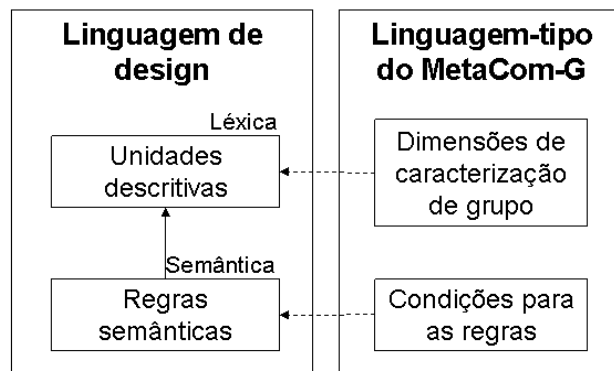 Linguagem de
design
Léxica
Unidades
descritivas
Semântica
Regras
semânticas
Linguagem-tipo
do MetaCom-G
Dimensões de
caracterização
de grupo
Condições para
as regras